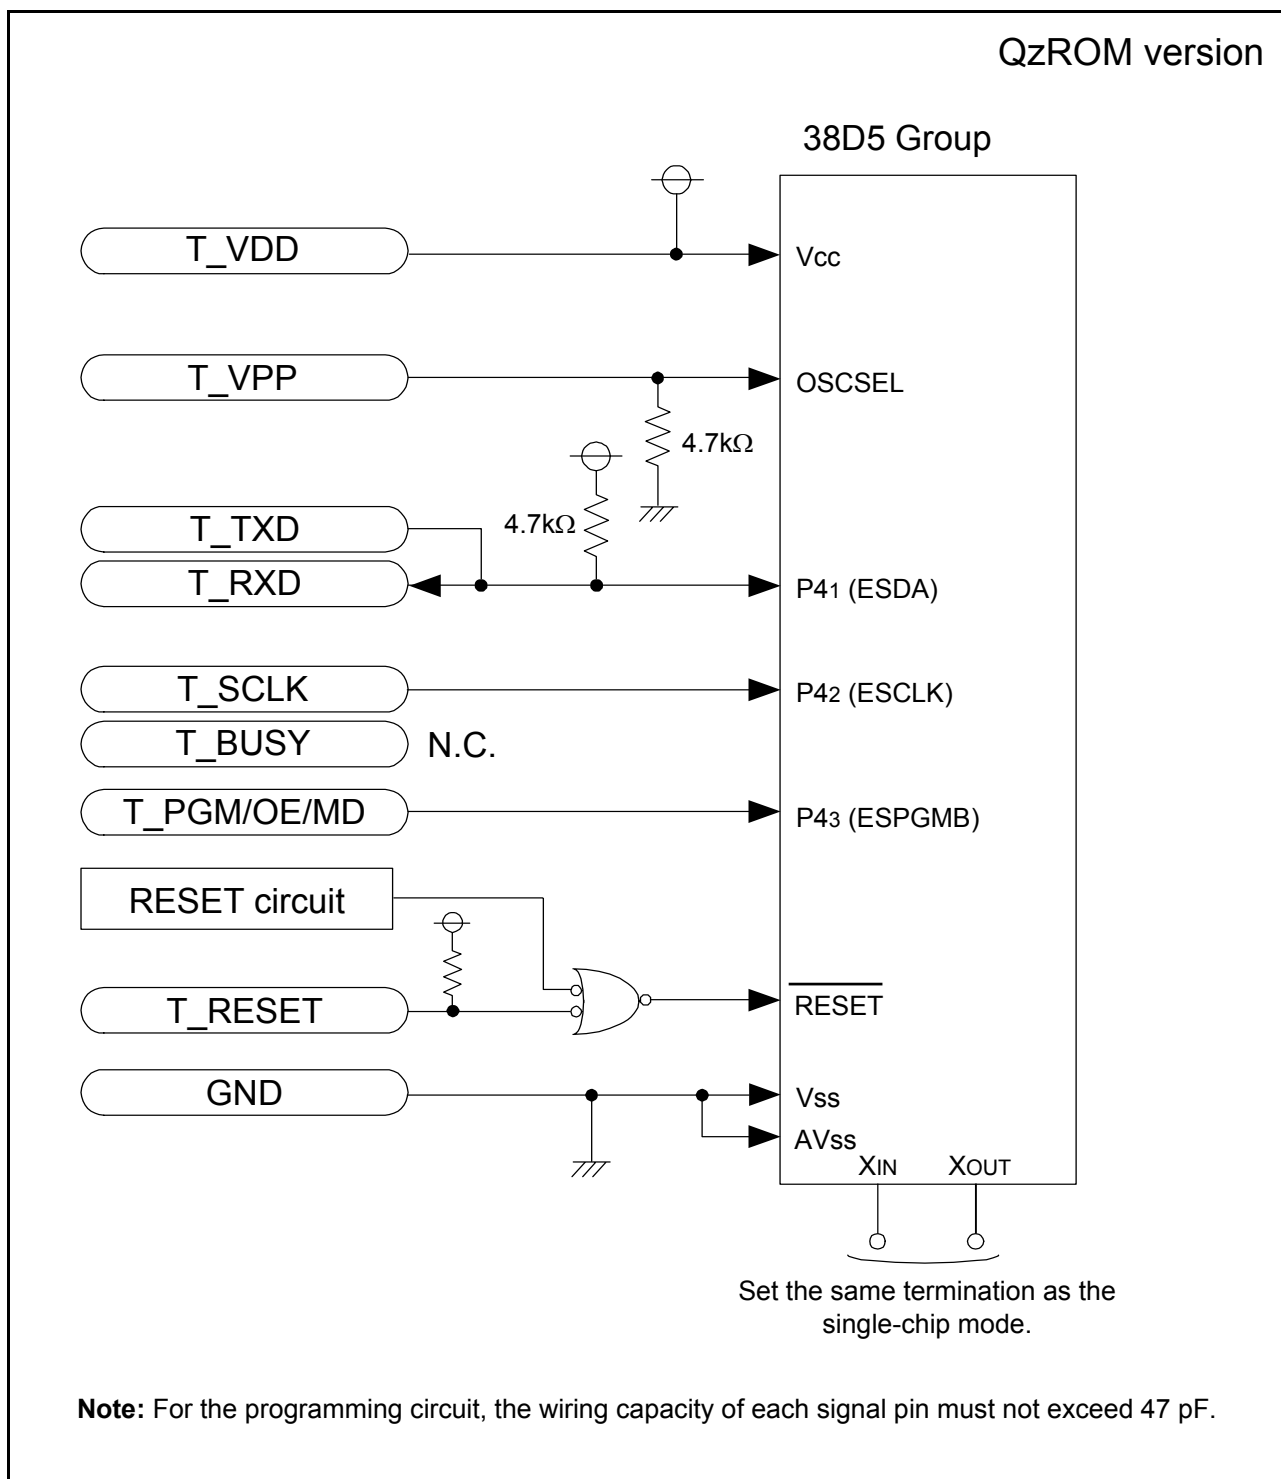 QzROM version
38D5 Group
T_VDD
Vcc
T_VPP
OSCSEL
4.7kΩ
T_TXD
4.7kΩ
T_RXD
P41 (ESDA)
T_SCLK
P42 (ESCLK)
T_BUSY
N.C.
T_PGM/OE/MD
P43 (ESPGMB)
RESET circuit
T_RESET
RESET
GND
Vss
AVss
XIN
XOUT
Set the same termination as the
single-chip mode.
Note: For the programming circuit, the wiring capacity of each signal pin must not exceed 47 pF.